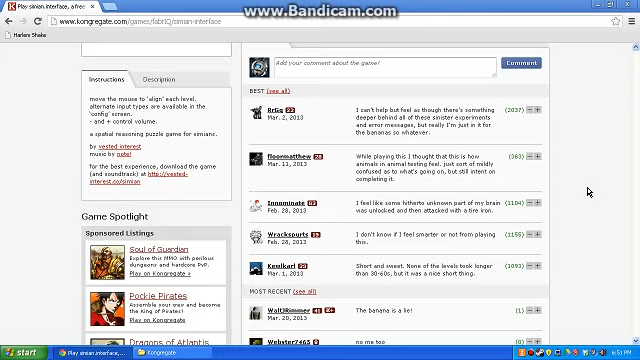 Play simian.interface, a free
www.Bandicam.com
www.kongregate.com/games/fabrIQ/simian-interface
Harlem Shake
Instructions
Description
move the mouse to 'align' each level.
alternate input types are available in the
'config' screen.
- and + control volume.
a spatial reasoning puzzle game for simians.
by vested interest
music by note!
for the best experience, download the game
(and soundtrack) at http://vested-
interest.co/simian
Game Spotlight
Sponsored Listings
Soul of Guardian
Explore this MMO with perilous
dungeons and hardcore PvP.
Play on Kongregate »
Pockie Pirates
Assemble your crew and become
the King of Pirates!
Play on Kongregate »
Dragons of Atlantis
Add your comment about the game!
Comment
BEST (see all)
RrGg
Mar. 2, 2013
I can't help but feel as though there's something
deeper behind all of these sinister experiments
and error messages, but really I'm just in it for
the bananas so whatever.
(2037)
floormatthew 28
Mar. 11, 2013
While playing this I thought that this is how
animals in animal testing feel. just sort of mildly
confused as to what's going on, but still intent on
completing it.
(363)
Innominate
Feb. 28, 2013
I feel like some hitherto unknown part of my brain
was unlocked and then attacked with a tire iron.
(1104)
Wrackspurts 15
Feb. 28, 2013
I don't know if I feel smarter or not from playing
this.
(1155)
Kewlkarl
Mar. 1, 2013
Short and sweet. None of the levels took longer
than 30-60s, but it was a nice short thing.
(1093)
MOST RECENT (see all)
WaltJRimmer
Mar. 20, 2013
The banana is a lie!
(1)
Webster7465
no me too
(0)
start
Play simian.interface,...
Kongregate
6:51 PM